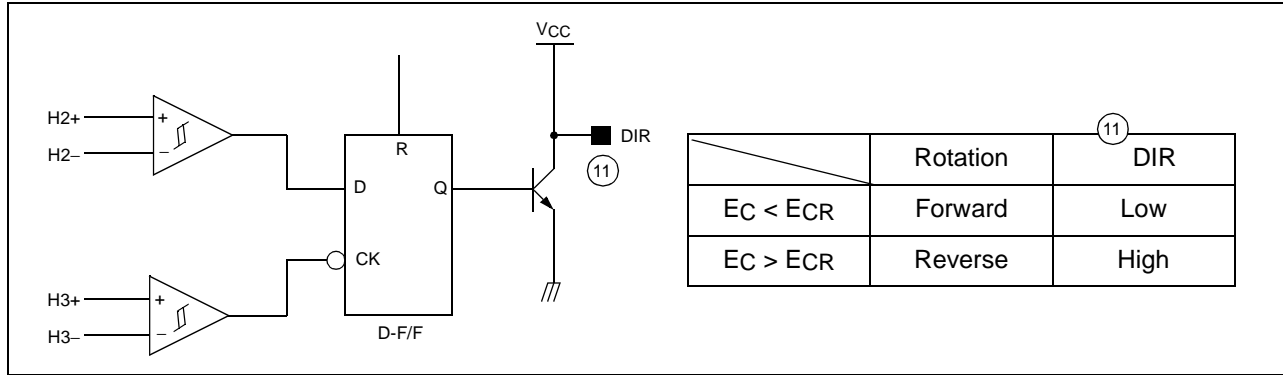 VCC
H2+
H2−
+
−
R
D
Q
CK
DIR
11
H3+
H3−
+
−
D-F/F
11
Rotation DIR
EC < ECR Forward Low
EC > ECR Reverse High